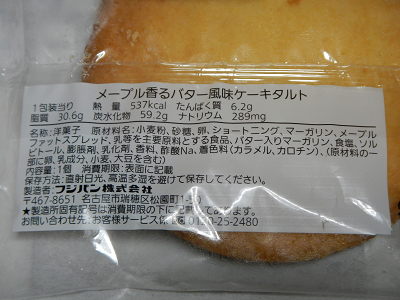 メープル香るバター風味ケーキタルト
1包装当り 熱量 537kcal たんぱく質 6.2g
脂質 30.6g 炭水化物 59.2g ナトリウム 289mg
名称:洋菓子 原材料名:小麦粉、砂糖、卵、ショートニング、マーガリン、メープル
ファットスプレッド、乳等を主要原料とする食品、バター入りマーガリン、食塩、ソル
ビトール、膨脹剤、乳化剤、香料、酢酸Na、着色料(カラメル、カロチン)、(原材料の一
部に卵、乳成分、小麦、大豆を含む)
内容量:1個 消費期限:表面に記載
保存方法:直射日光、高温多湿を避けて保存してください。
製造者:フジパン株式会社
〒467-8651 名古屋市瑞穂区松園町1-50
★製造所固有記号は消費期限の下に記載してあります。
お問い合わせ先:お客様サービス係 0120-25-2480